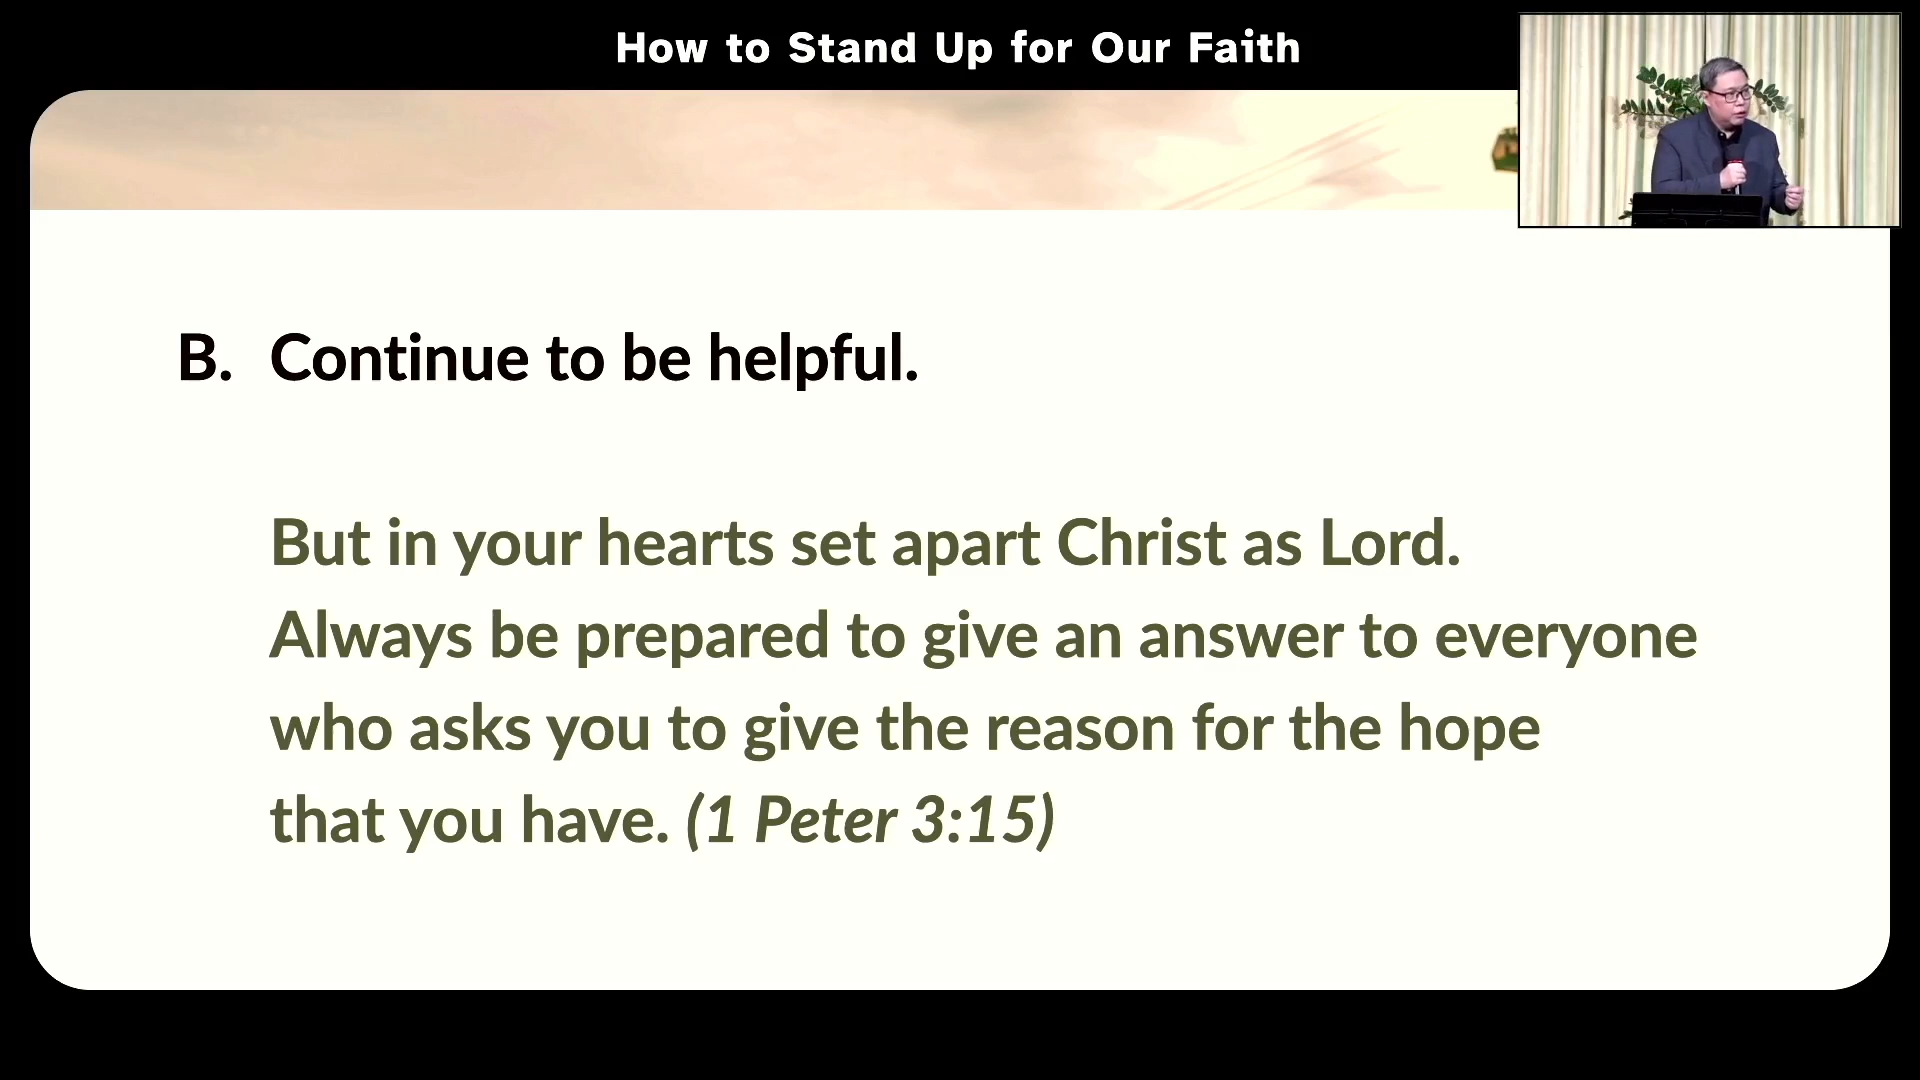 How to Stand Up for Our Faith
B. Continue to be helpful.
But in your hearts set apart Christ as Lord.
Always be prepared to give an answer to everyone
who asks you to give the reason for the hope
that you have. (1 Peter 3:15)